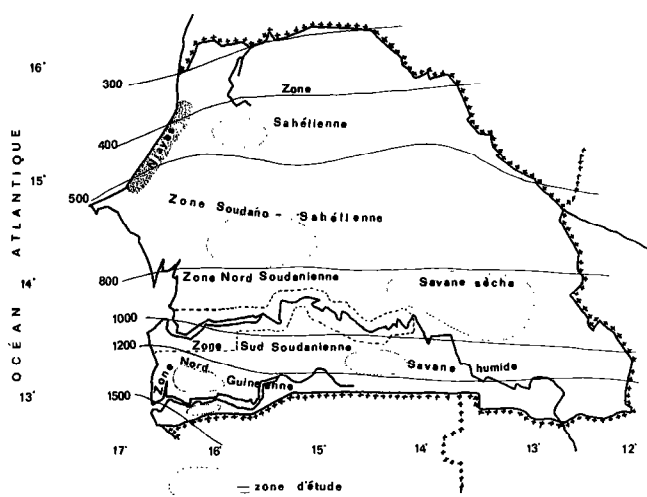 16°
300
Zone
Sahélienne
400
Niayes
ATLANTIQUE
15°
500
Zone Soudano - Sahélienne
800
Zone Nord Soudanienne
Savane sècha
14°
1000
1200
Zone Sud Soudanienne
Savane humide
Zone Nord Guinéenne
OCÉAN
13°
1500
17° 16° 15° 14° 13° 12°
zone d'étude